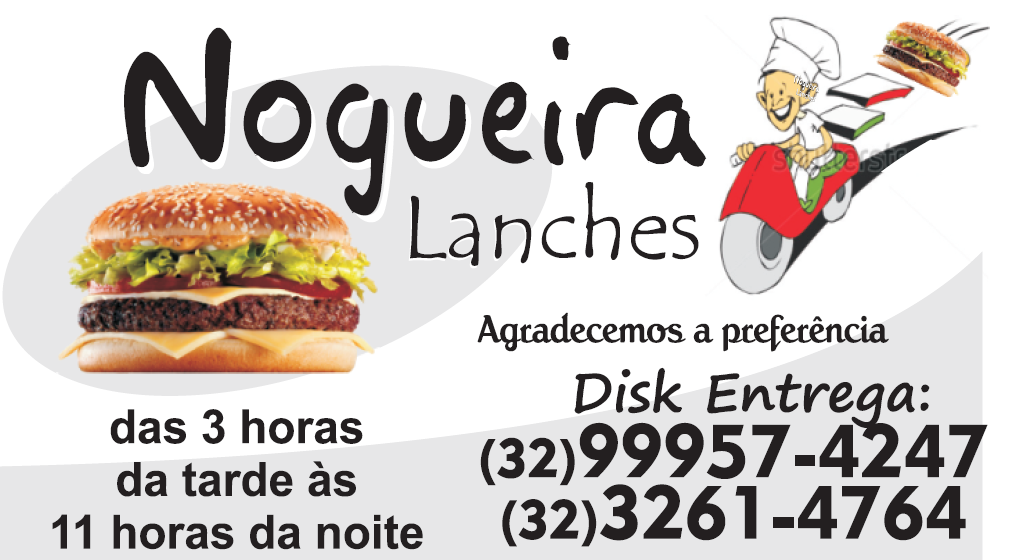 Nogueira
Lanches
Agradecemos a preferência
Disk Entrega:
(32)99957-4247
(32)3261-4764
das 3 horas
da tarde às
11 horas da noite